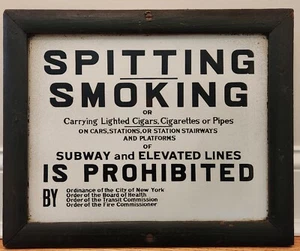 SPITTING
SMOKING
OR
Carrying Lighted Cigars, Cigarettes or Pipes
ON CARS, STATIONS, OR STATION STAIRWAYS
AND PLATFORMS
OF
SUBWAY and ELEVATED LINES
IS PROHIBITED
BY
Ordinance of the City of New York
Order of the Board of Health
Order of the Transit Commission
Order of the Fire Commissioner